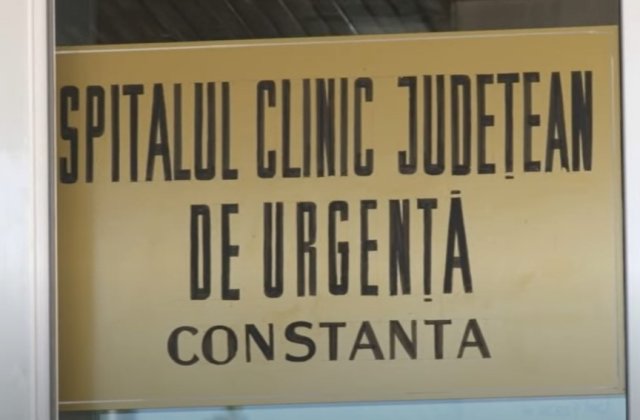 SPITALUL CLINIC JUDEȚEAN
DE URGENȚĂ
CONSTANTA